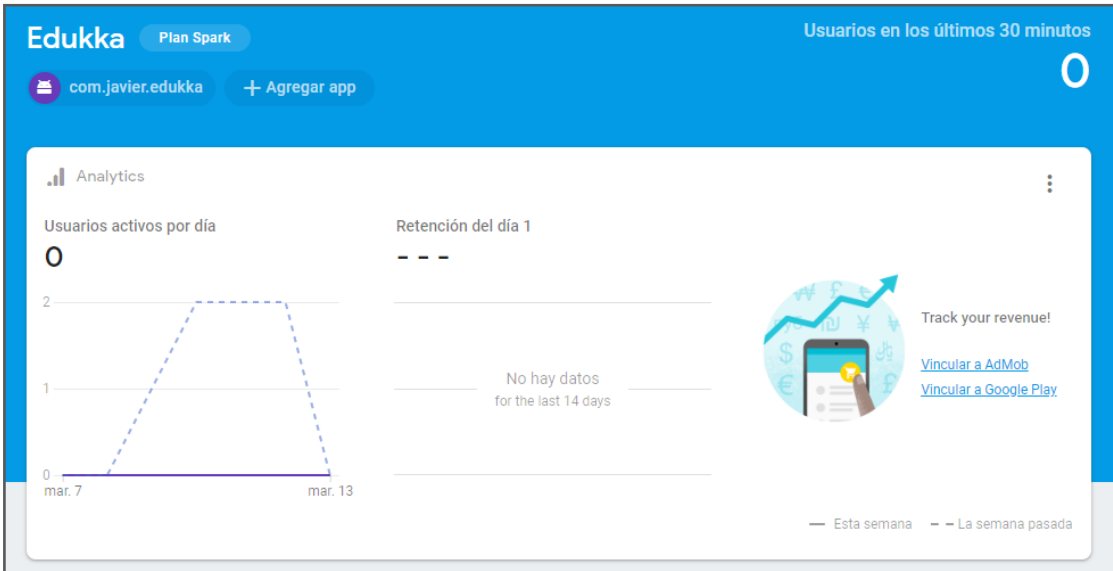 Edukka Plan Spark
Usuarios en los últimos 30 minutos
0
com.javier.edukka + Agregar app
Analytics
Usuarios activos por día
0
Retención del día 1
- - -
2
1
0
mar. 7 mar. 13
No hay datos
for the last 14 days
Track your revenue!
Vincular a AdMob
Vincular a Google Play
Esta semana La semana pasada